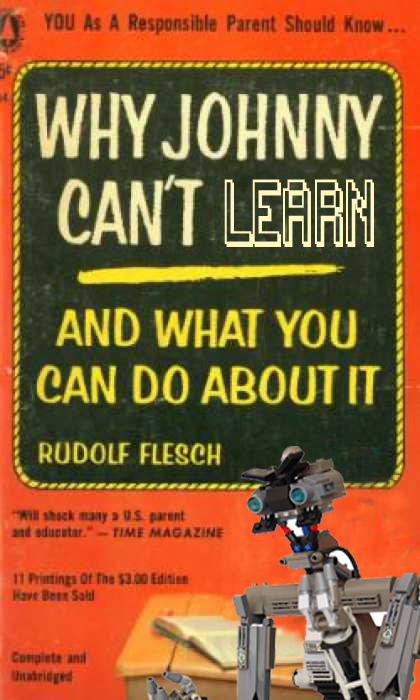 YOU As A Responsible Parent Should Know...
WHY JOHNNY
CAN'T LEARN
AND WHAT YOU
CAN DO ABOUT IT
RUDOLF FLESCH
"Will shock many a U.S. parent
and educator." — TIME MAGAZINE
11 Printings Of The $3.00 Edition
Have Been Sold
Complete and
Unabridged